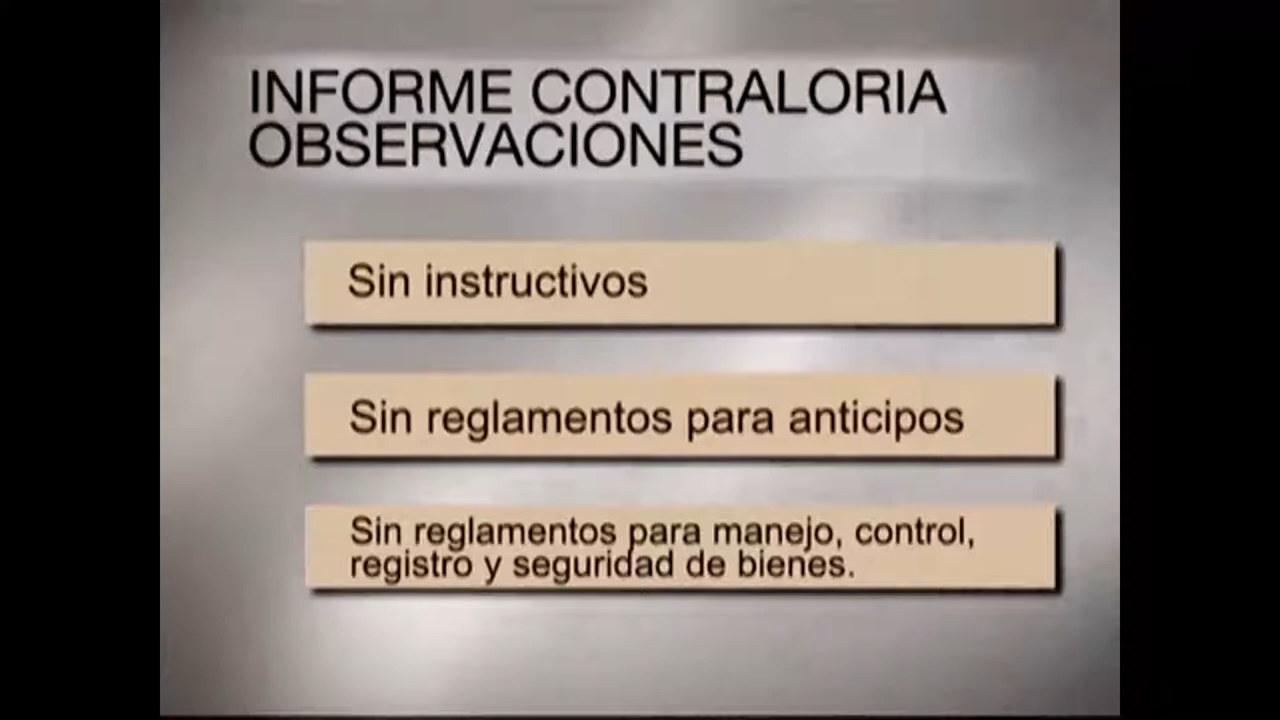 INFORME CONTRALORIA
OBSERVACIONES
Sin instructivos
Sin reglamentos para anticipos
Sin reglamentos para manejo, control,
registro y seguridad de bienes.